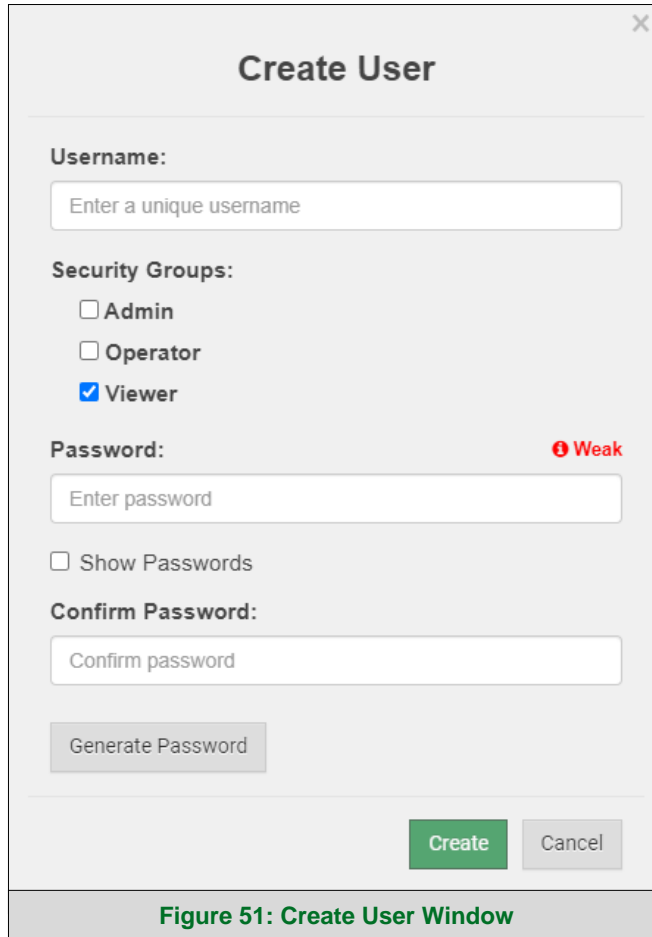 ×
Create User
Username:
Enter a unique username
Security Groups:
Admin
Operator
Viewer
Password:
Weak
Enter password
Show Passwords
Confirm Password:
Confirm password
Generate Password
Create
Cancel
Figure 51: Create User Window